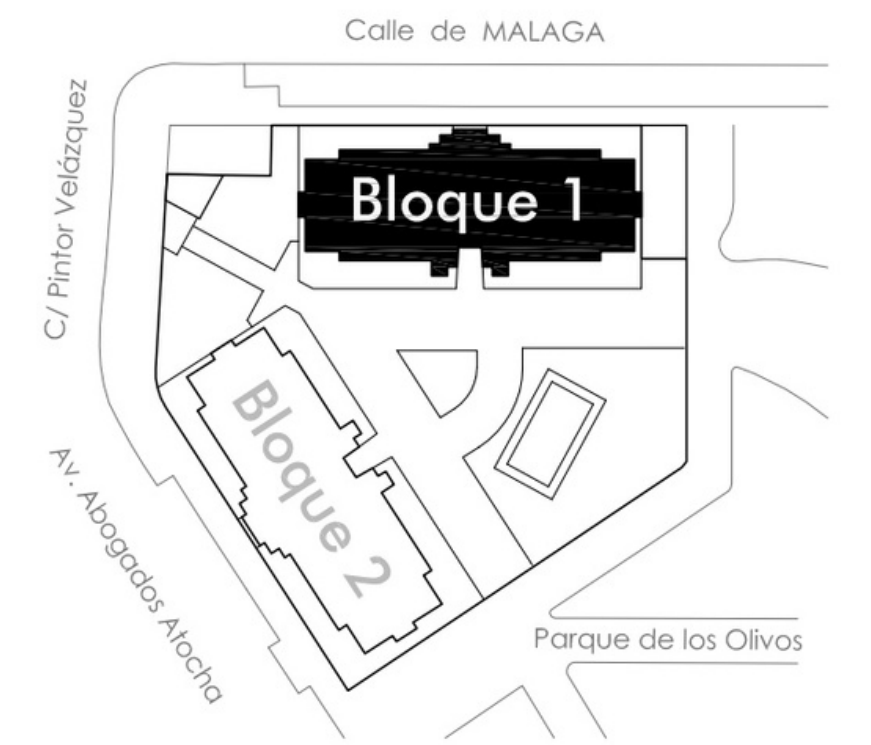 Calle de MALAGA
C/ Pintor Velázquez
Bloque 1
Bloque 2
Av. Abogados Atocha
Parque de los Olivos